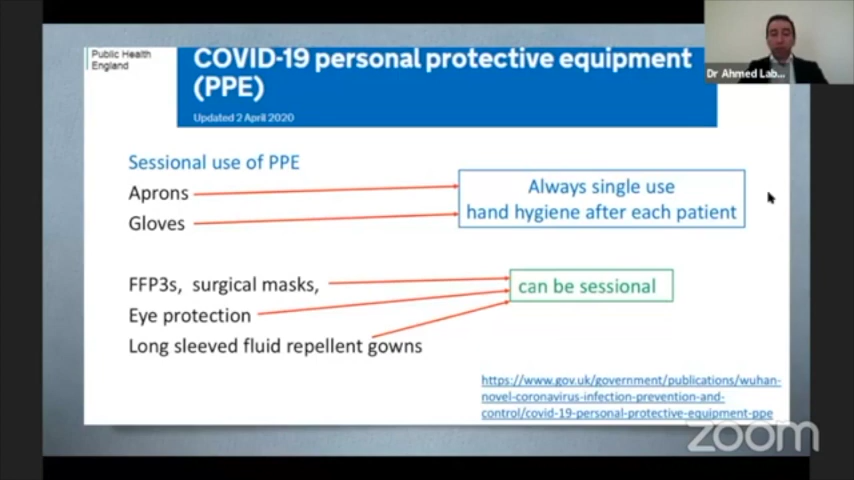 Public Health
England
COVID-19 personal protective equipment
(PPE)
Updated 2 April 2020
Dr Ahmed Lab...
Sessional use of PPE
Aprons
Gloves
Always single use
hand hygiene after each patient
FFP3s, surgical masks,
Eye protection
Long sleeved fluid repellent gowns
can be sessional
https://www.gov.uk/government/publications/wuhan-
novel-coronavirus-infection-prevention-and-
control/covid-19-personal-protective-equipment-ppe
zoom